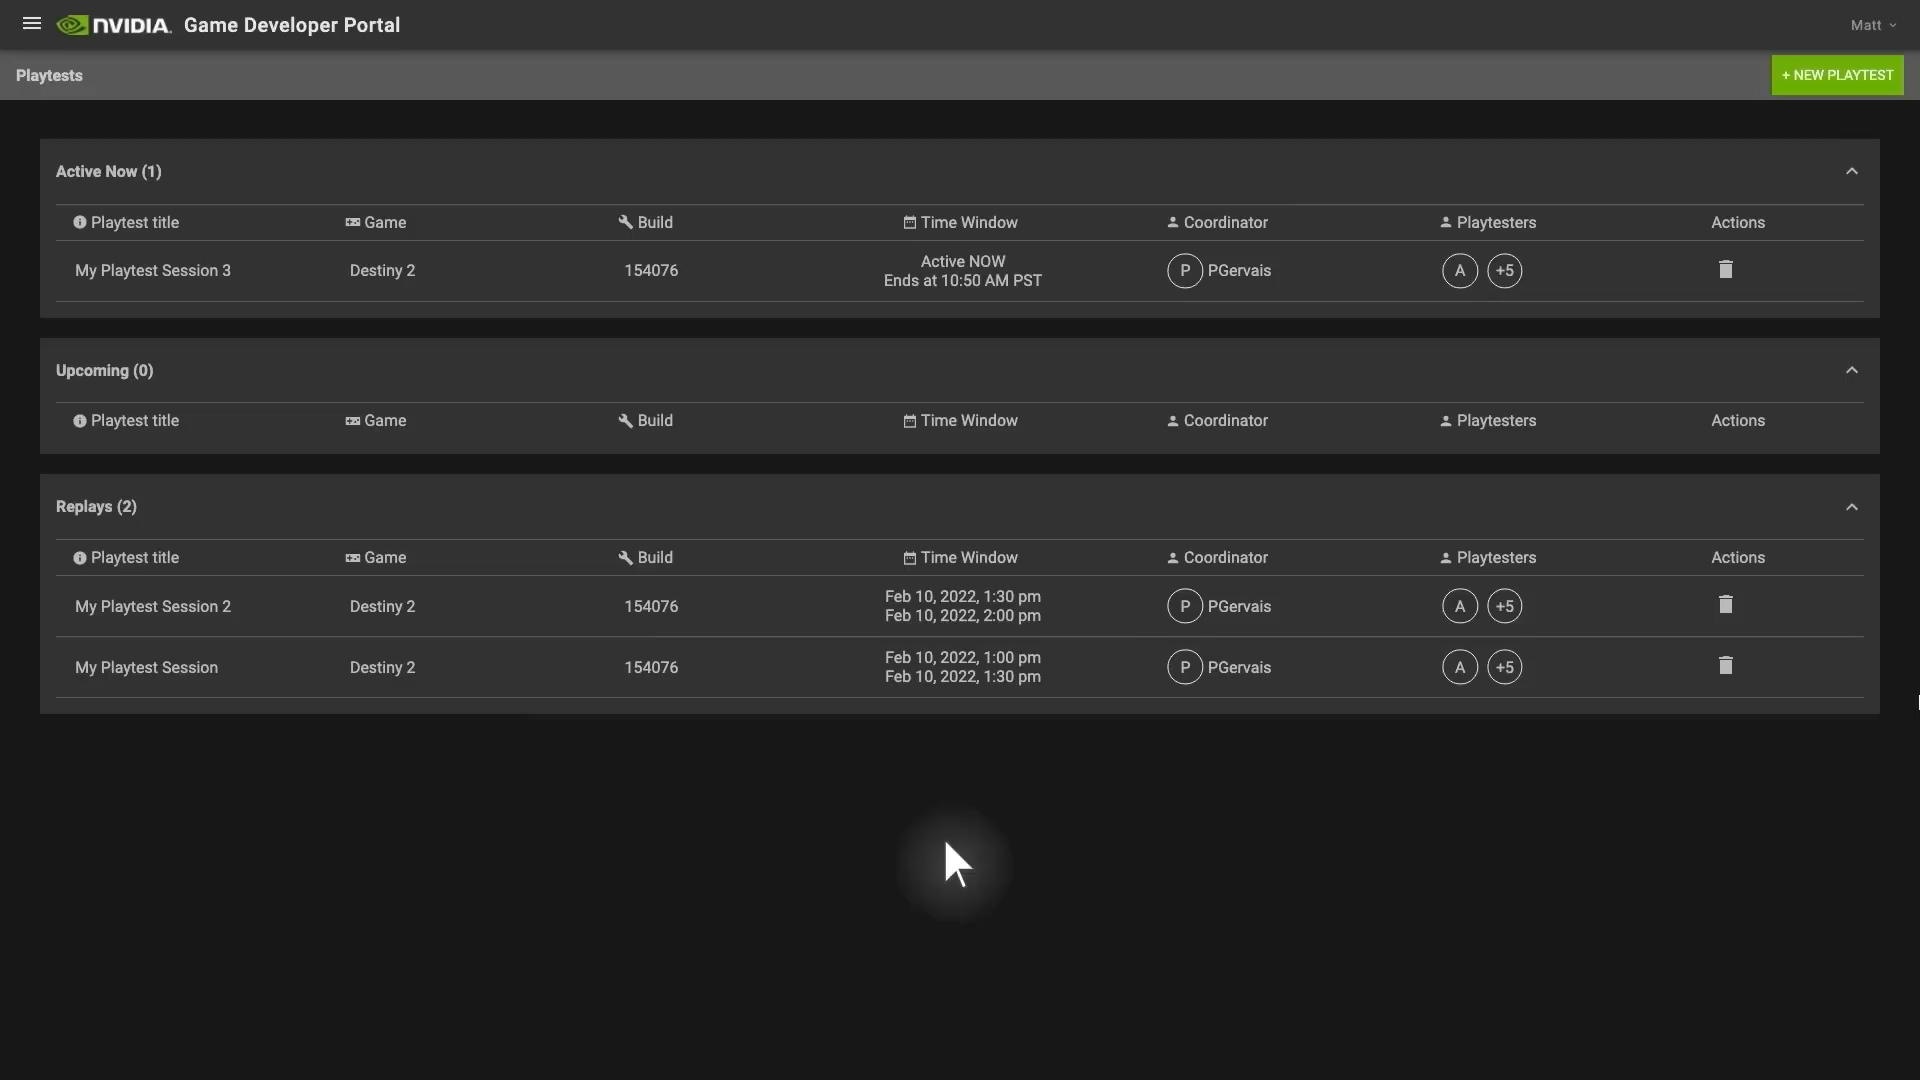 NVIDIA. Game Developer Portal
Matt
Playtests
+ NEW PLAYTEST
Active Now (1)
Playtest title Game Build Time Window Coordinator Playtesters Actions
My Playtest Session 3 Destiny 2 154076 Active NOW P PGervais A +5
Ends at 10:50 AM PST
Upcoming (0)
Playtest title Game Build Time Window Coordinator Playtesters Actions
Replays (2)
Playtest title Game Build Time Window Coordinator Playtesters Actions
My Playtest Session 2 Destiny 2 154076 Feb 10, 2022, 1:30 pm P PGervais A +5
Feb 10, 2022, 2:00 pm
My Playtest Session Destiny 2 154076 Feb 10, 2022, 1:00 pm P PGervais A +5
Feb 10, 2022, 1:30 pm